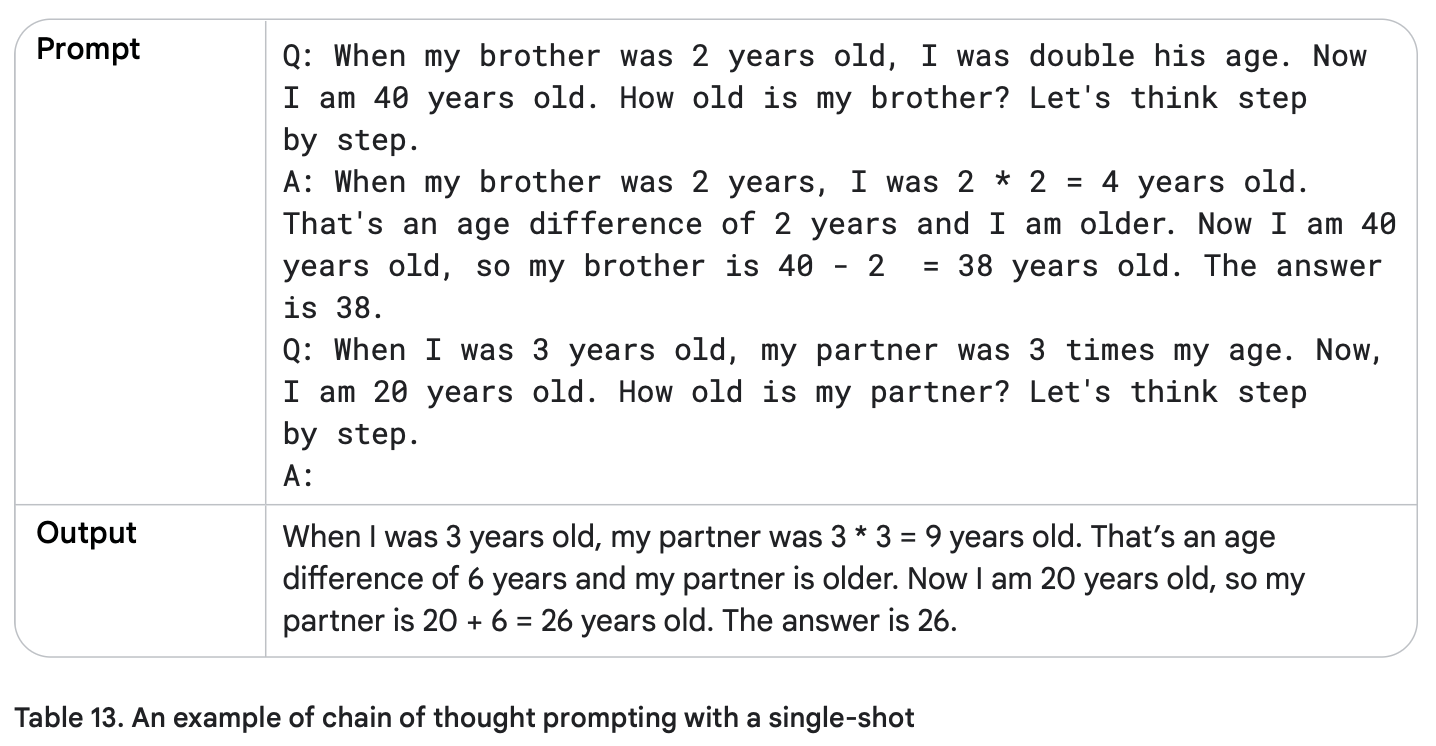 Prompt
Q: When my brother was 2 years old, I was double his age. Now
I am 40 years old. How old is my brother? Let's think step
by step.
A: When my brother was 2 years, I was 2 * 2 = 4 years old.
That's an age difference of 2 years and I am older. Now I am 40
years old, so my brother is 40 - 2  = 38 years old. The answer
is 38.
Q: When I was 3 years old, my partner was 3 times my age. Now,
I am 20 years old. How old is my partner? Let's think step
by step.
A:
Output
When I was 3 years old, my partner was 3 * 3 = 9 years old. That’s an age
difference of 6 years and my partner is older. Now I am 20 years old, so my
partner is 20 + 6 = 26 years old. The answer is 26.
Table 13. An example of chain of thought prompting with a single-shot